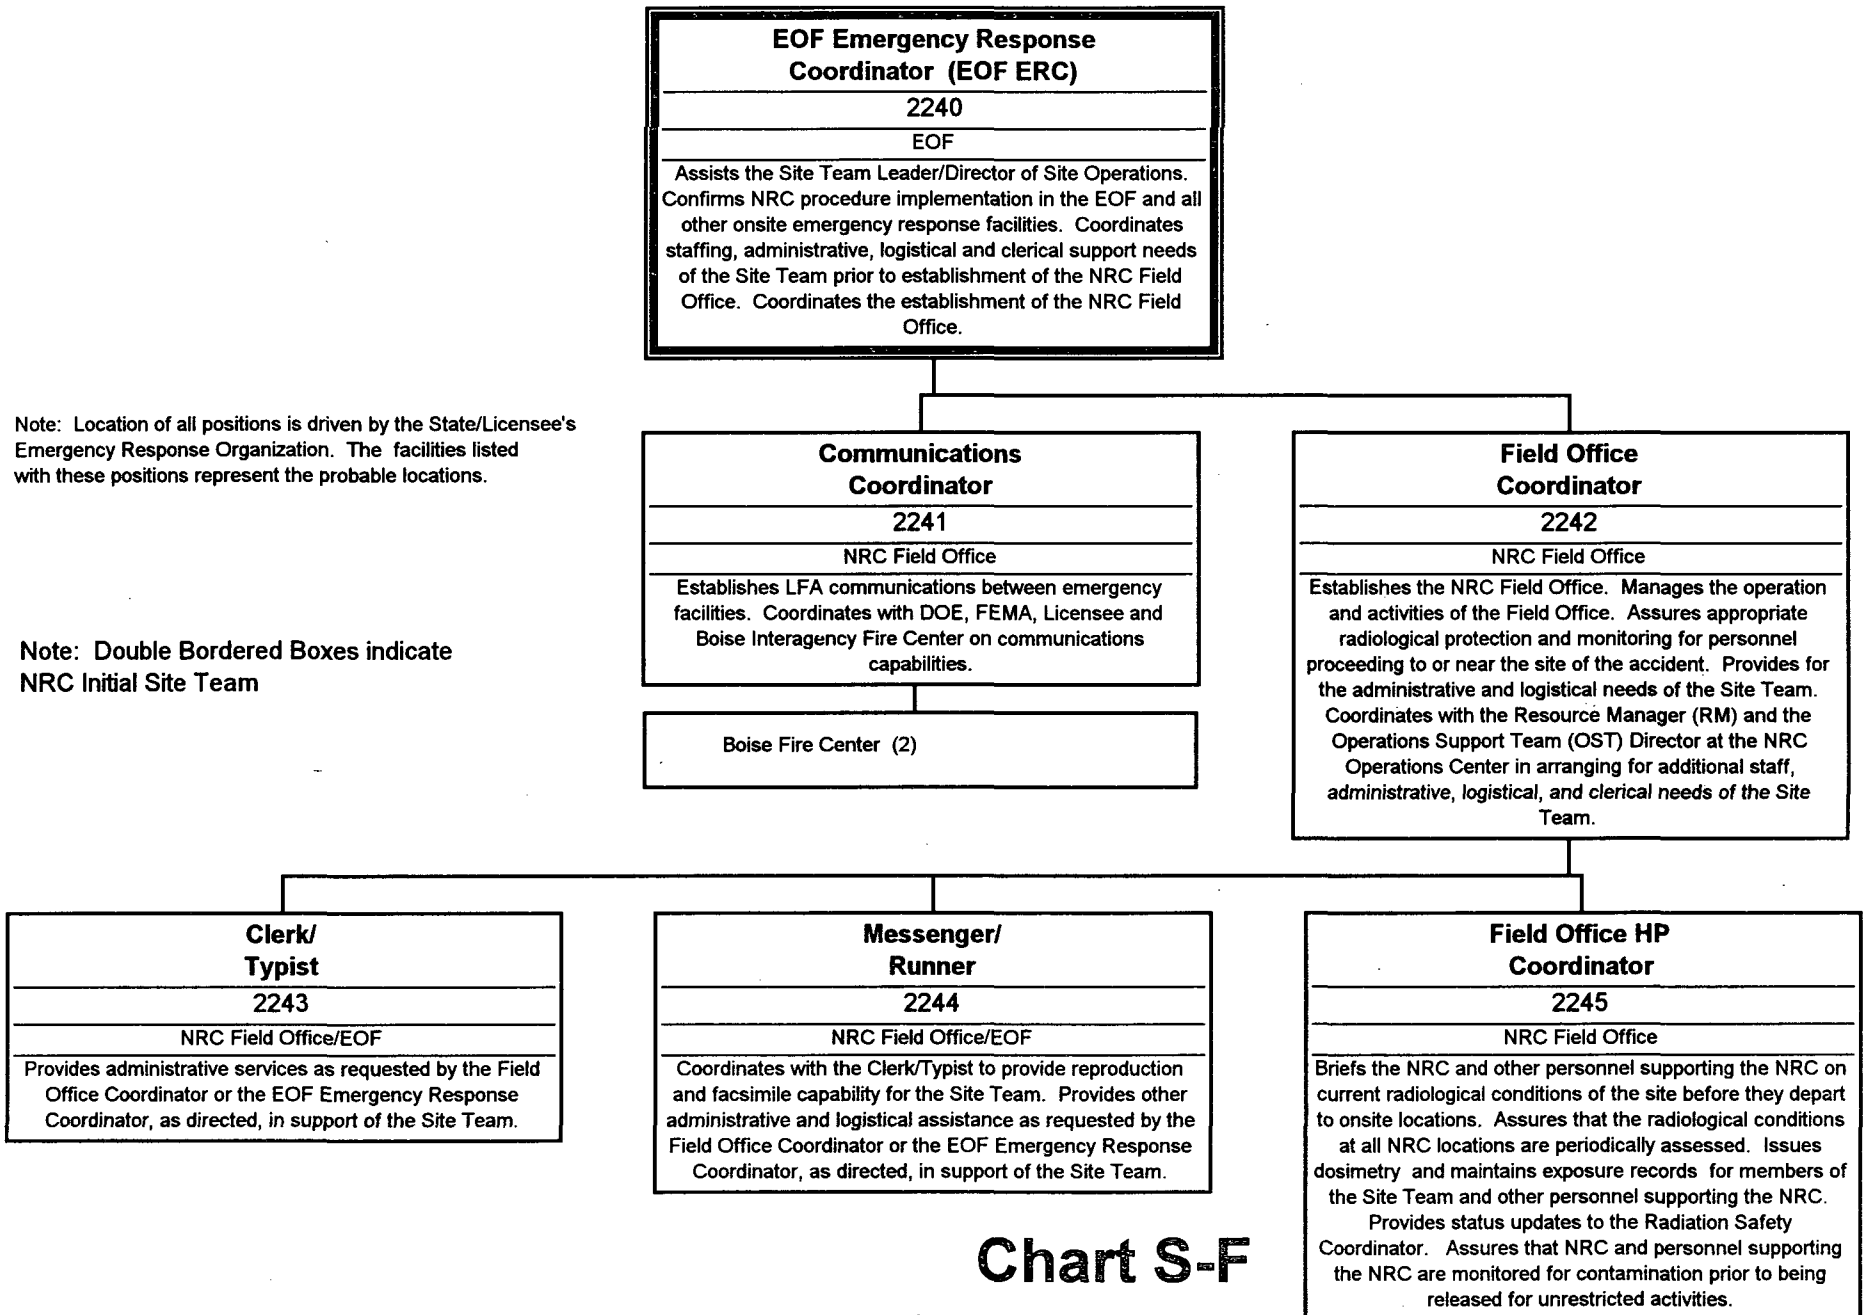 EOF Emergency Response
Coordinator (EOF ERC)
2240
EOF
Assists the Site Team Leader/Director of Site Operations.
Confirms NRC procedure implementation in the EOF and all
other onsite emergency response facilities. Coordinates
staffing, administrative, logistical and clerical support needs
of the Site Team prior to establishment of the NRC Field
Office. Coordinates the establishment of the NRC Field
Office.
Note: Location of all positions is driven by the State/Licensee's
Emergency Response Organization. The facilities listed
with these positions represent the probable locations.
Note: Double Bordered Boxes indicate
NRC Initial Site Team
Communications
Coordinator
2241
NRC Field Office
Establishes LFA communications between emergency
facilities. Coordinates with DOE, FEMA, Licensee and
Boise Interagency Fire Center on communications
capabilities.
Boise Fire Center (2)
Field Office
Coordinator
2242
NRC Field Office
Establishes the NRC Field Office. Manages the operation
and activities of the Field Office. Assures appropriate
radiological protection and monitoring for personnel
proceeding to or near the site of the accident. Provides for
the administrative and logistical needs of the Site Team.
Coordinates with the Resource Manager (RM) and the
Operations Support Team (OST) Director at the NRC
Operations Center in arranging for additional staff,
administrative, logistical, and clerical needs of the Site
Team.
Clerk/
Typist
2243
NRC Field Office/EOF
Provides administrative services as requested by the Field
Office Coordinator or the EOF Emergency Response
Coordinator, as directed, in support of the Site Team.
Messenger/
Runner
2244
NRC Field Office/EOF
Coordinates with the Clerk/Typist to provide reproduction
and facsimile capability for the Site Team. Provides other
administrative and logistical assistance as requested by the
Field Office Coordinator or the EOF Emergency Response
Coordinator, as directed, in support of the Site Team.
Field Office HP
Coordinator
2245
NRC Field Office
Briefs the NRC and other personnel supporting the NRC on
current radiological conditions of the site before they depart
to onsite locations. Assures that the radiological conditions
at all NRC locations are periodically assessed. Issues
dosimetry and maintains exposure records for members of
the Site Team and other personnel supporting the NRC.
Provides status updates to the Radiation Safety
Coordinator. Assures that NRC and personnel supporting
the NRC are monitored for contamination prior to being
released for unrestricted activities.
Chart S-F